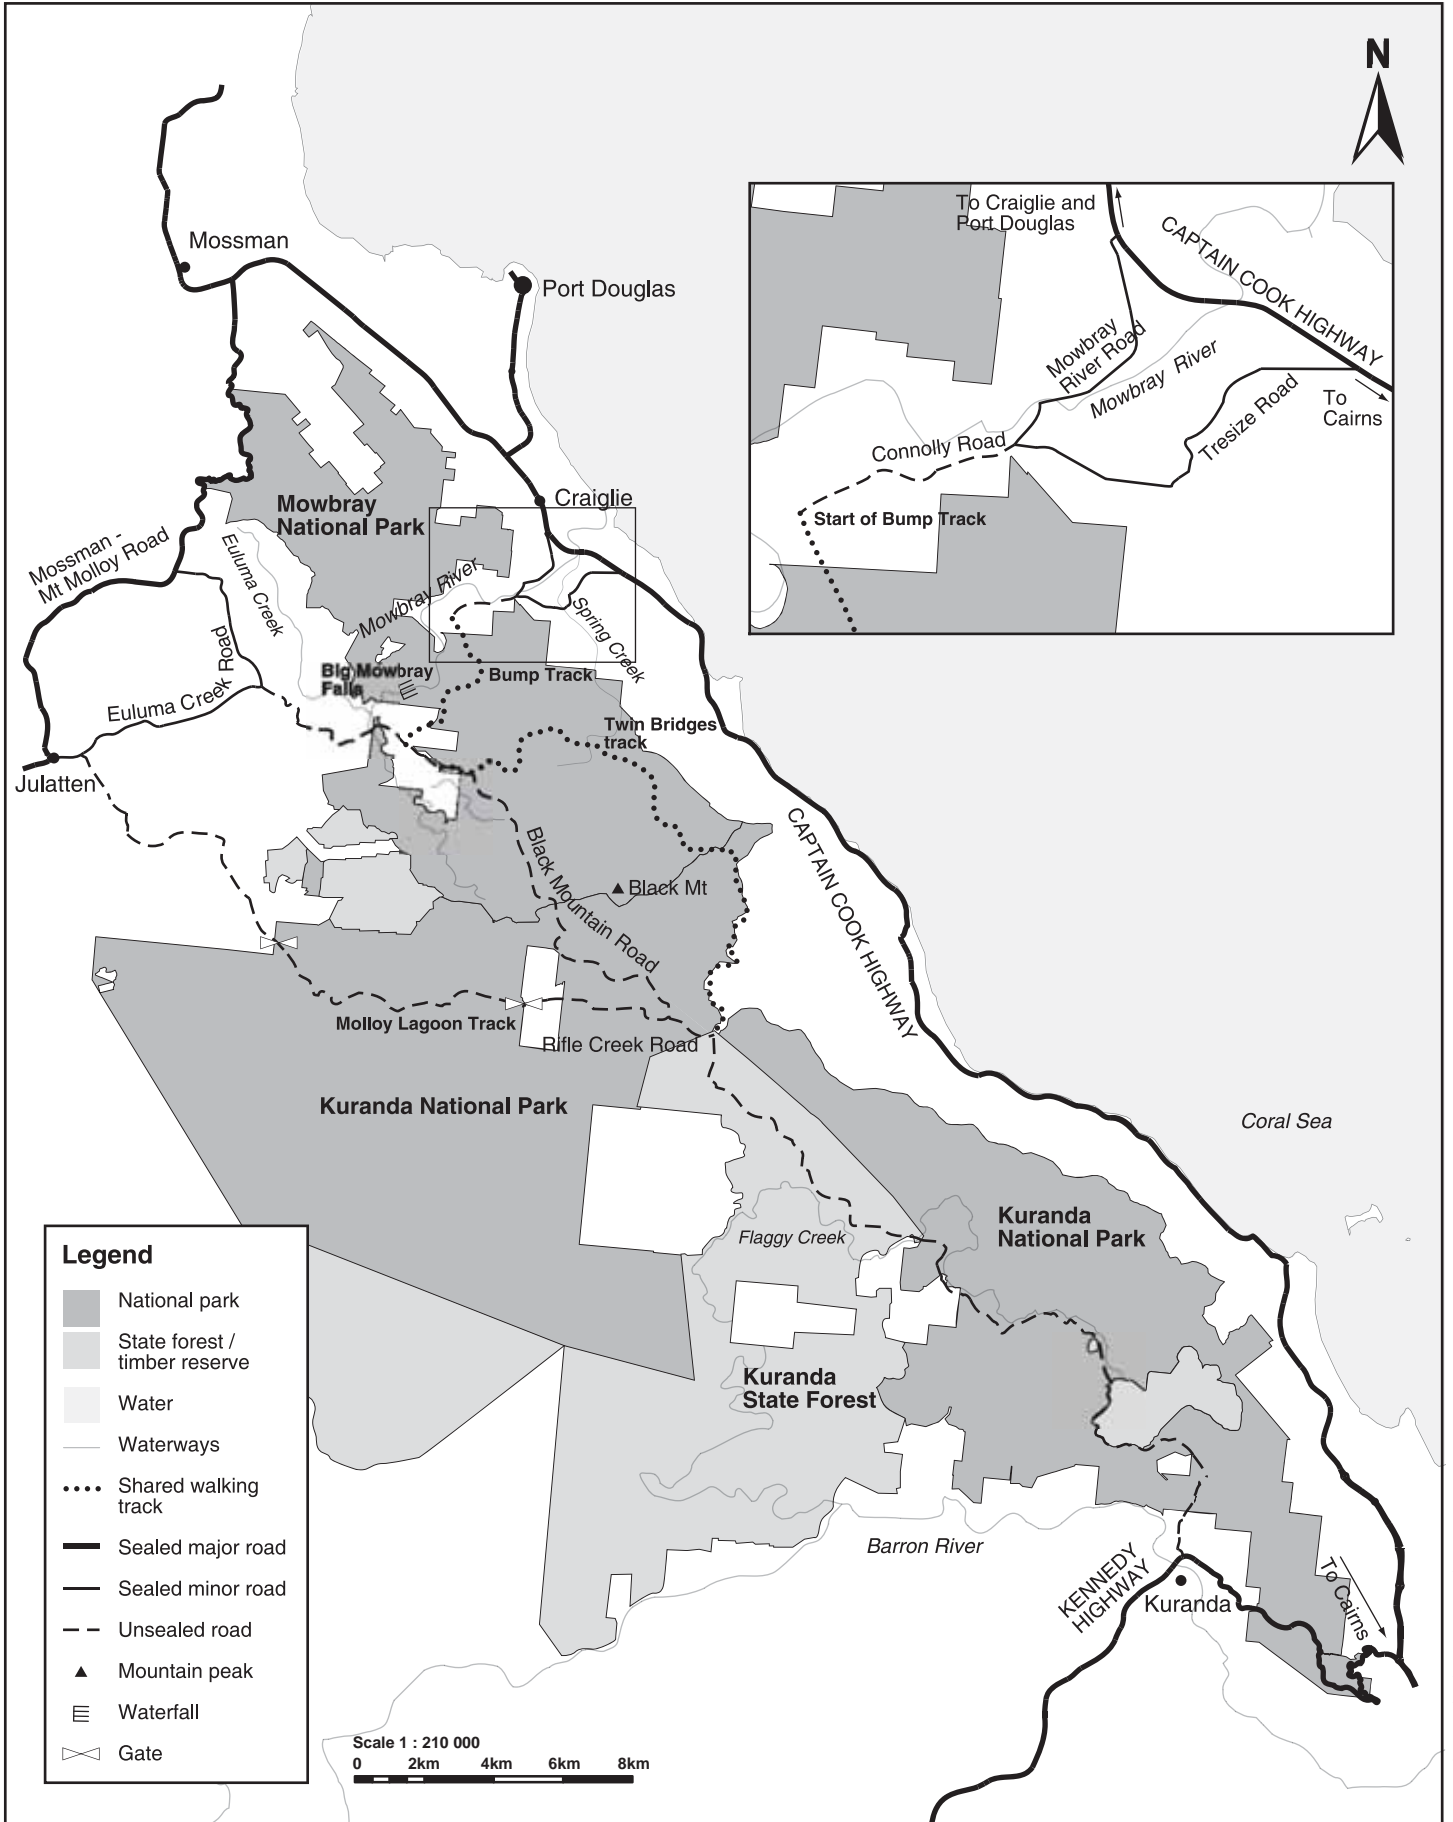 N
Mossman
Port Douglas
To Craiglie and
Port Douglas
CAPTAIN COOK HIGHWAY
Mowbray
River Road
Mowbray River
Tresize Road
To
Cairns
Connolly Road
Start of Bump Track
Mowbray
National Park
Craiglie
Mossman -
Mt Molloy Road
Euluma Creek
Mowbray River
Spring Creek
Big Mowbray
Falls
Bump Track
Euluma Creek Road
Twin Bridges
track
Julatten
Black Mountain Road
Black Mt
CAPTAIN COOK HIGHWAY
Molloy Lagoon Track
Rifle Creek Road
Kuranda National Park
Coral Sea
Kuranda
National Park
Flaggy Creek
Kuranda
State Forest
Barron River
KENNEDY
HIGHWAY
Kuranda
To Cairns
Legend
National park
State forest /
timber reserve
Water
Waterways
Shared walking
track
Sealed major road
Sealed minor road
Unsealed road
Mountain peak
Waterfall
Gate
Scale 1 : 210 000
0 2km 4km 6km 8km